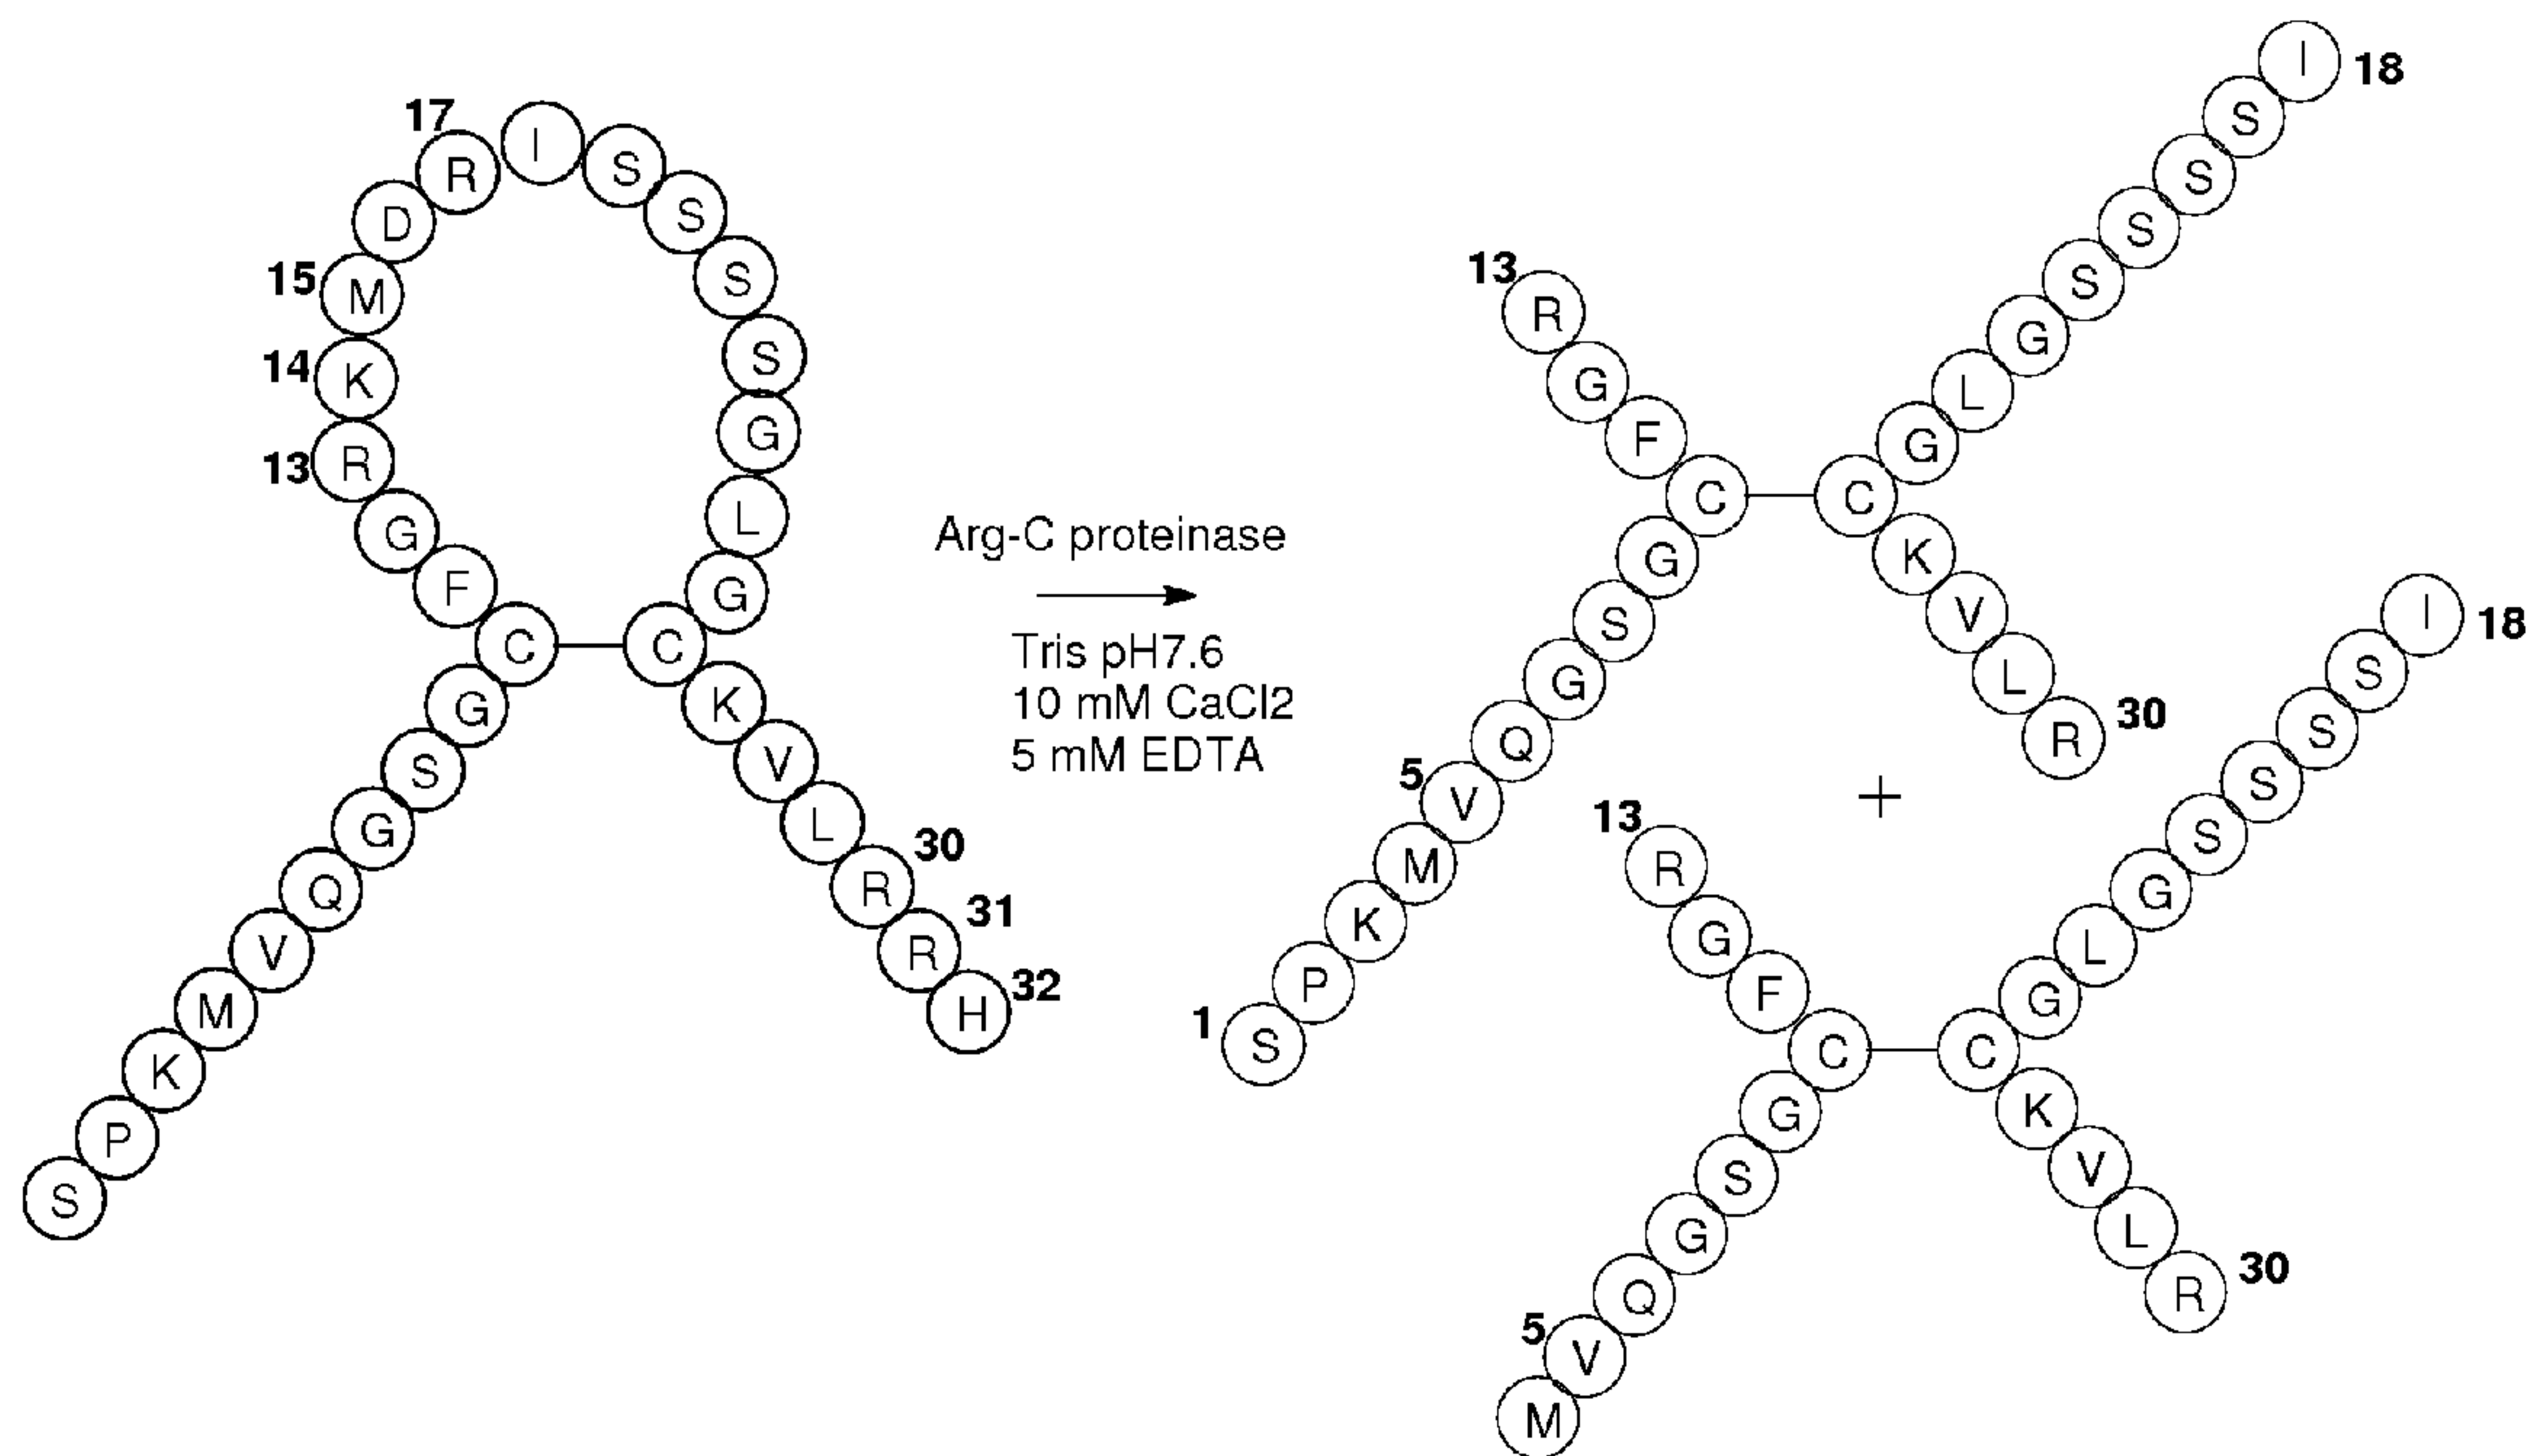 S P K M V Q G S G C F G R K M D R I S S S S G L G C K V L R R H
13
14
15
17
30
31
32
Arg-C proteinase
Tris pH7.6
10 mM CaCl2
5 mM EDTA
S P K M V Q G S G C F G R
1
5
13
I S S S S G L G C K V L R
18
30
+
M V Q G S G C F G R
5
13
I S S S S G L G C K V L R
18
30